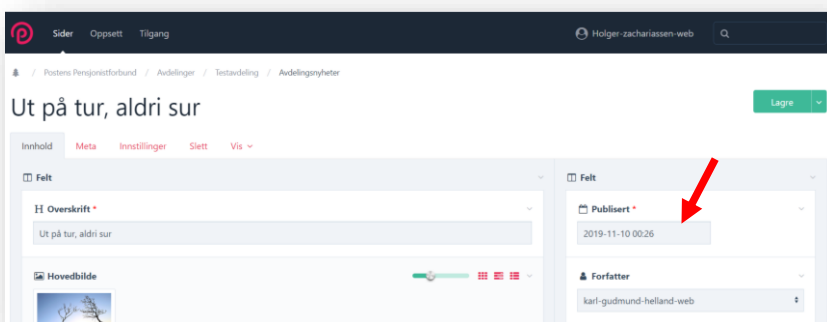 Sider Oppsett Tilgang Holger-zachariassen-web
/ Postens Pensjonistforbund / Avdelinger / Testavdeling / Avdelingsnyheter
Ut på tur, aldri sur
Lagre
Innhold Meta Innstillinger Slett Vis
Felt
H Overskrift *
Ut på tur, aldri sur
Hovedbilde
Felt
Publisert *
2019-11-10 00:26
Forfatter
karl-gudmund-helland-web